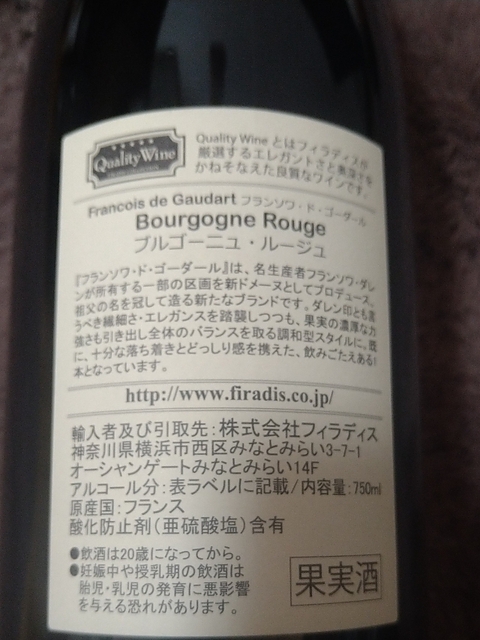 Quality Wine
Quality Wine とはフィラディスが
厳選するエレガントさと奥深さを
かねそなえた良質なワインです。
Francois de Gaudart フランソワ・ド・ゴーダール
Bourgogne Rouge
ブルゴーニュ・ルージュ
『フランソワ・ド・ゴーダール』は、名生産者フランソワ・ダレ
ンが所有する一部の区画を新ドメーヌとしてプロデュース。
祖父の名を冠して造る新たなブランドです。ダレン印とも言
うべき繊細さ・エレガンスを踏襲しつつも、果実の濃厚な力
強さも引き出し全体のバランスを取る調和型スタイルに。既
に、十分な落ち着きとどっしり感を携えた、飲みごたえある1
本となっています。
http://www.firadis.co.jp/
輸入者及び引取先：株式会社フィラディス
神奈川県横浜市西区みなとみらい3-7-1
オーシャンゲートみなとみらい14F
アルコール分：表ラベルに記載/内容量：750ml
原産国：フランス
酸化防止剤（亜硫酸塩）含有
●飲酒は20歳になってから。
●妊娠中や授乳期の飲酒は
胎児・乳児の発育に悪影響
を与える恐れがあります。
果実酒